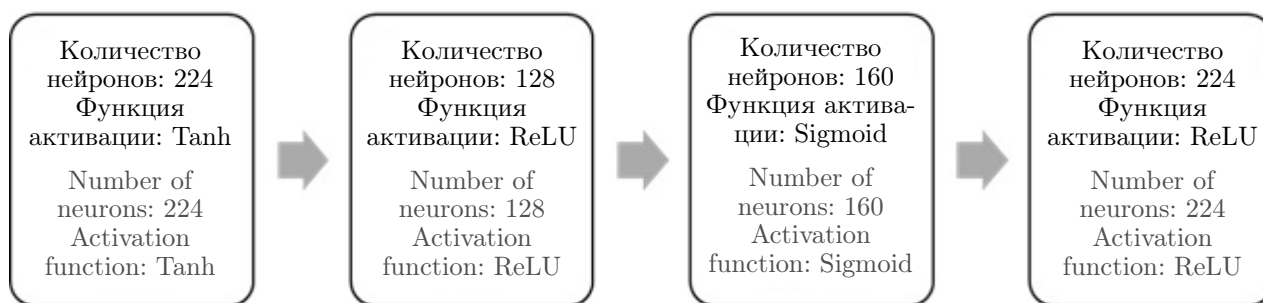 Количество
нейронов: 224
Функция
активации: Tanh
Number of
neurons: 224
Activation
function: Tanh
Количество
нейронов: 128
Функция
активации: ReLU
Number of
neurons: 128
Activation
function: ReLU
Количество
нейронов: 160
Функция актива-
ции: Sigmoid
Number of
neurons: 160
Activation
function: Sigmoid
Количество
нейронов: 224
Функция
активации: ReLU
Number of
neurons: 224
Activation
function: ReLU